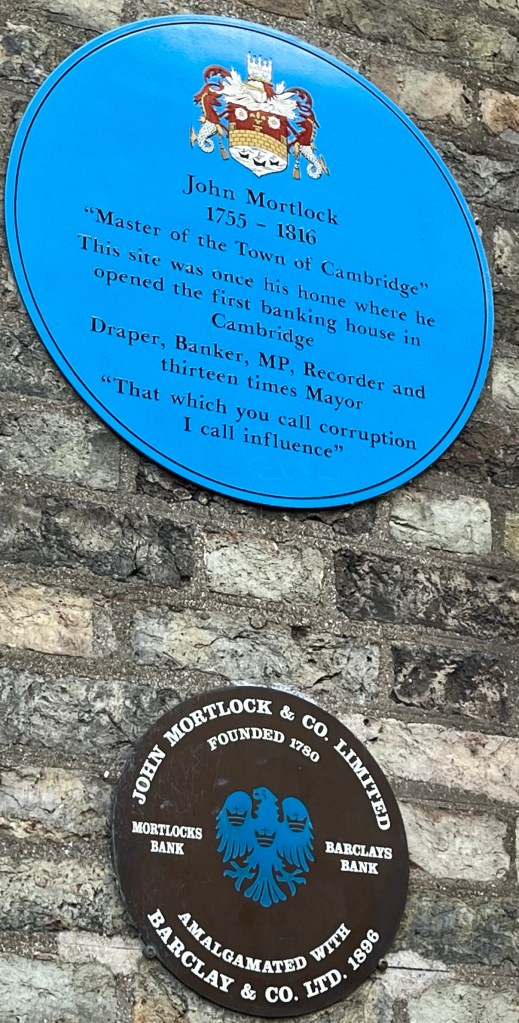 John Mortlock
1755 - 1816
"Master of the Town of Cambridge"
This site was once his home where he
opened the first banking house in
Cambridge
Draper, Banker, MP, Recorder and
thirteen times Mayor
"That which you call corruption
I call influence"
JOHN MORTLOCK & CO. LIMITED
FOUNDED 1780
MORTLOCKS
BANK
BARCLAYS
BANK
AMALGAMATED WITH
BARCLAY & CO. LTD. 1896